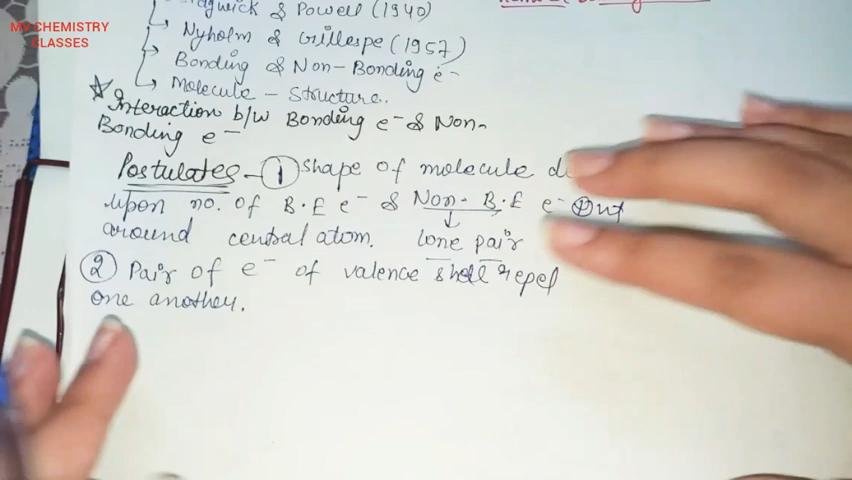 MY CHEMISTRY
CLASSES
& Powell (1940)
Nyholm & Gillespe (1957)
Bonding & Non-Bonding e-
Molecule - Structure.
Interaction b/w Bonding e- & Non-
Bonding e-
Postulates - ① Shape of molecule
upon no. of B.E e- & Non-B.E e-
around central atom. lone pair
② Pair of e- of valence shell repel
one another.